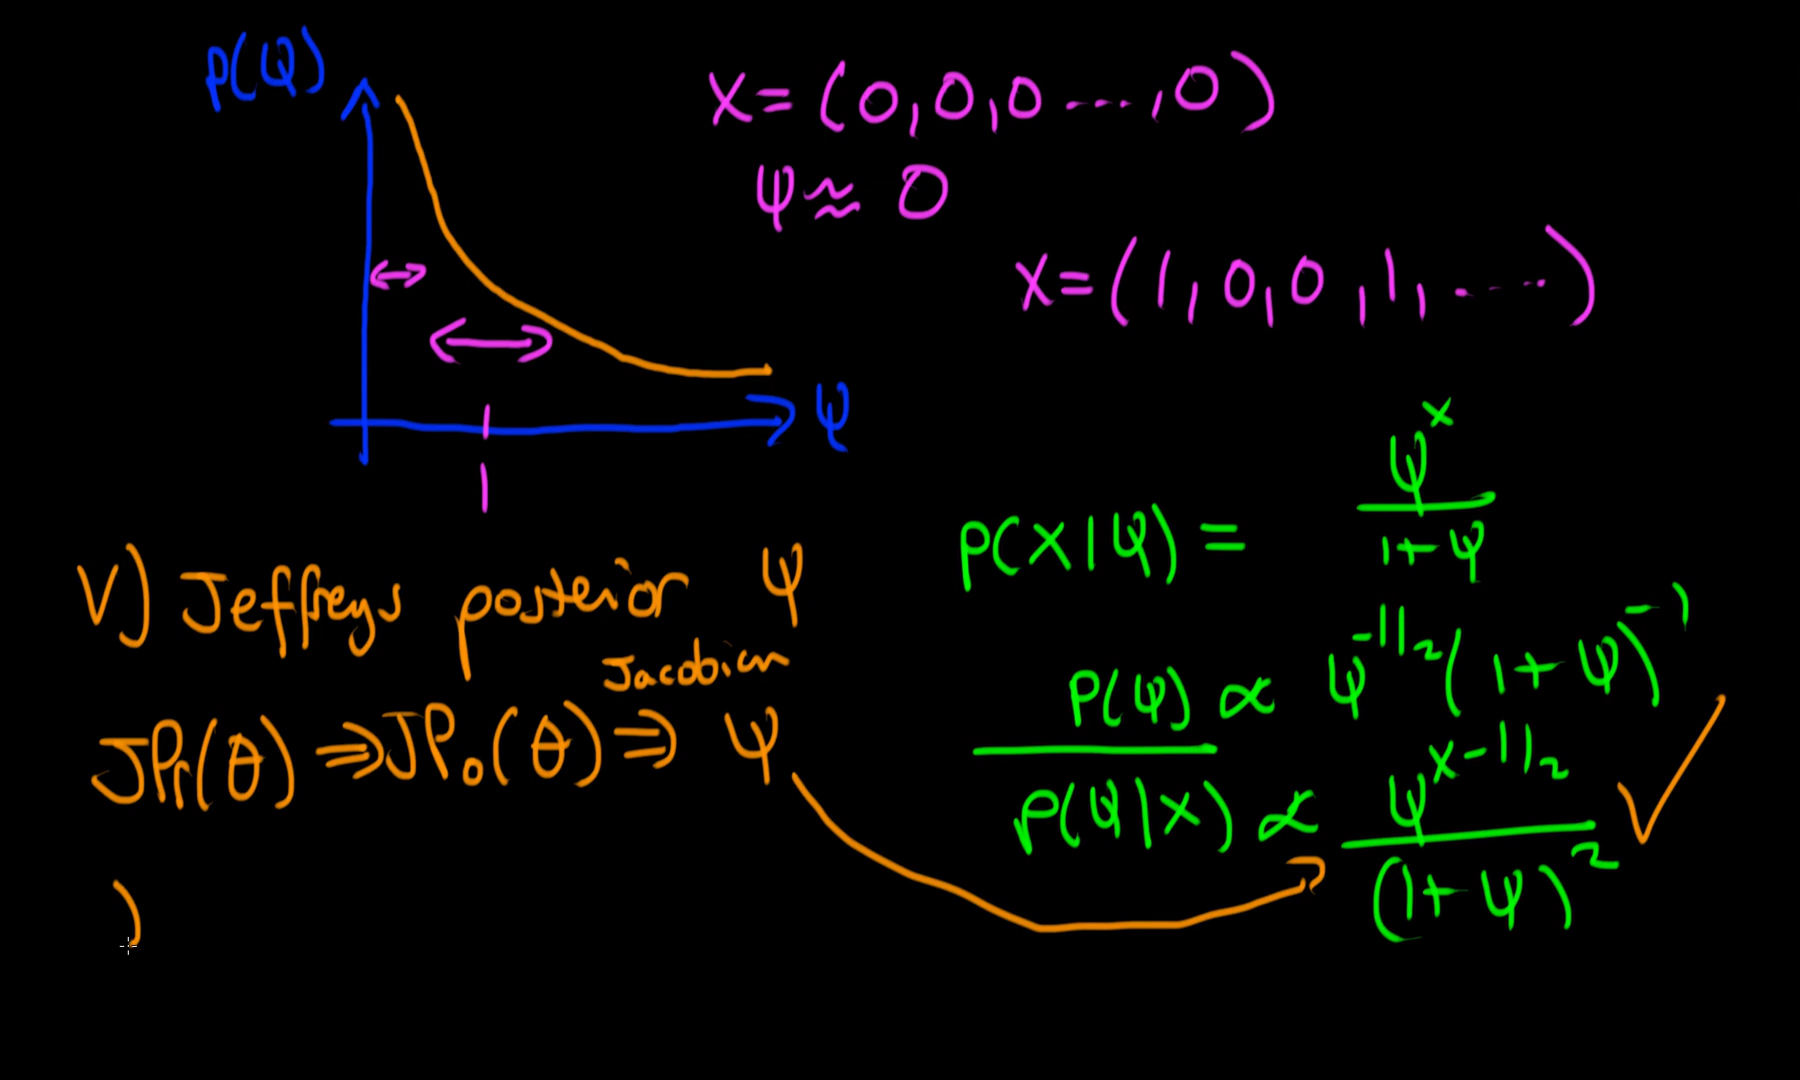 P(φ)
X=(0,0,0...,0)
ψ≈0
X=(1,0,0,1,.....)
ψ
1
P(X|ψ) = ψ^x / (1+ψ)
V) Jeffreys posterior ψ
P(ψ) ∝ ψ^(-1/2) (1+ψ)^-1
Jacobian
JPr(θ) ⇒ JPo(θ) ⇒ ψ
P(ψ|X) ∝ ψ^(x-1/2) / (1+ψ)^2 ✓
)